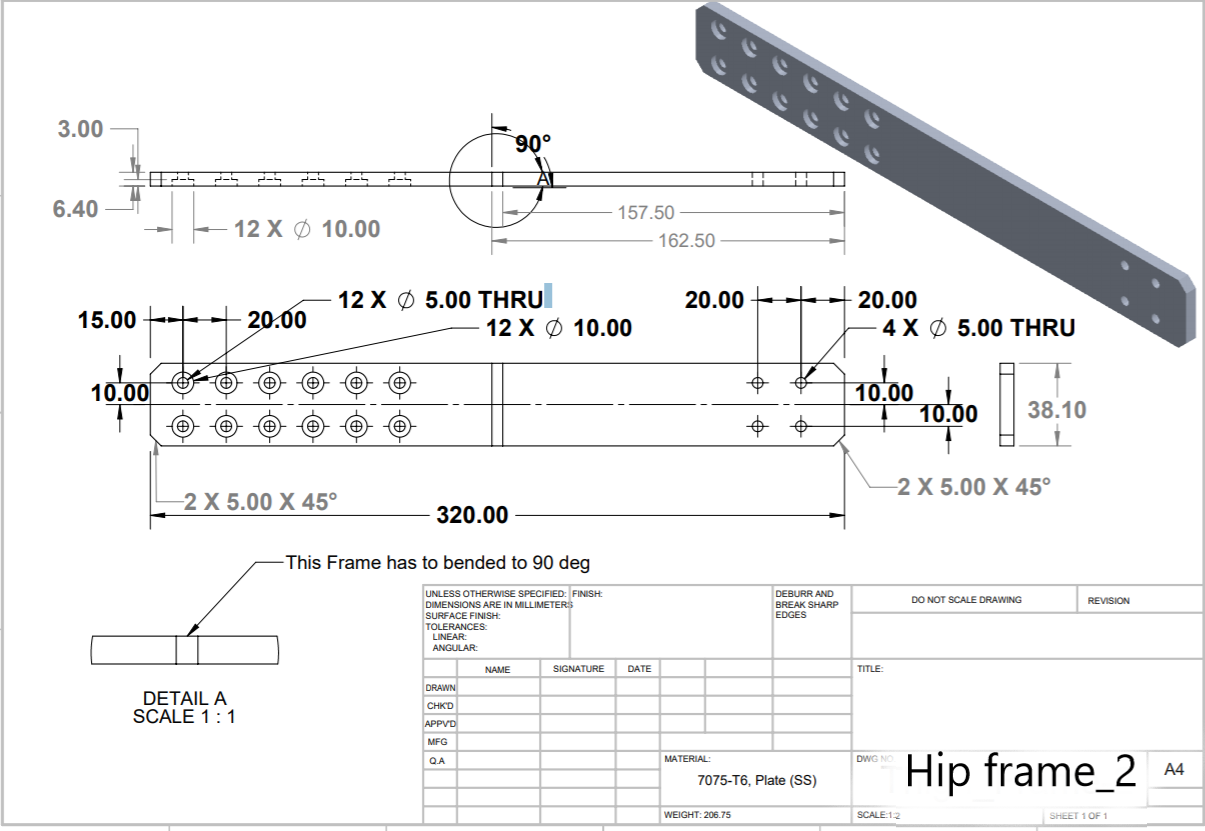 3.00
90°
A
6.40
157.50
12 X ∅ 10.00
162.50
12 X ∅ 5.00 THRU
20.00
20.00
15.00
20.00
12 X ∅ 10.00
4 X ∅ 5.00 THRU
10.00
10.00
10.00
38.10
2 X 5.00 X 45°
2 X 5.00 X 45°
320.00
This Frame has to bended to 90 deg
DETAIL A
SCALE 1 : 1
UNLESS OTHERWISE SPECIFIED:
DIMENSIONS ARE IN MILLIMETERS
SURFACE FINISH:
TOLERANCES:
LINEAR:
ANGULAR:
FINISH:
DEBURR AND
BREAK SHARP
EDGES
DO NOT SCALE DRAWING
REVISION
NAME
SIGNATURE
DATE
TITLE:
DRAWN
CHK'D
APPV'D
MFG
Q.A
MATERIAL:
7075-T6, Plate (SS)
DWG NO
Hip frame_2
A4
WEIGHT: 206.75
SCALE:1:2
SHEET 1 OF 1